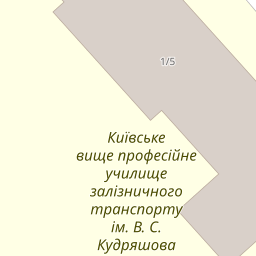 1/5
Київське
вище професійне
училище
залізничного
транспорту
ім. В. С.
Кудряшова